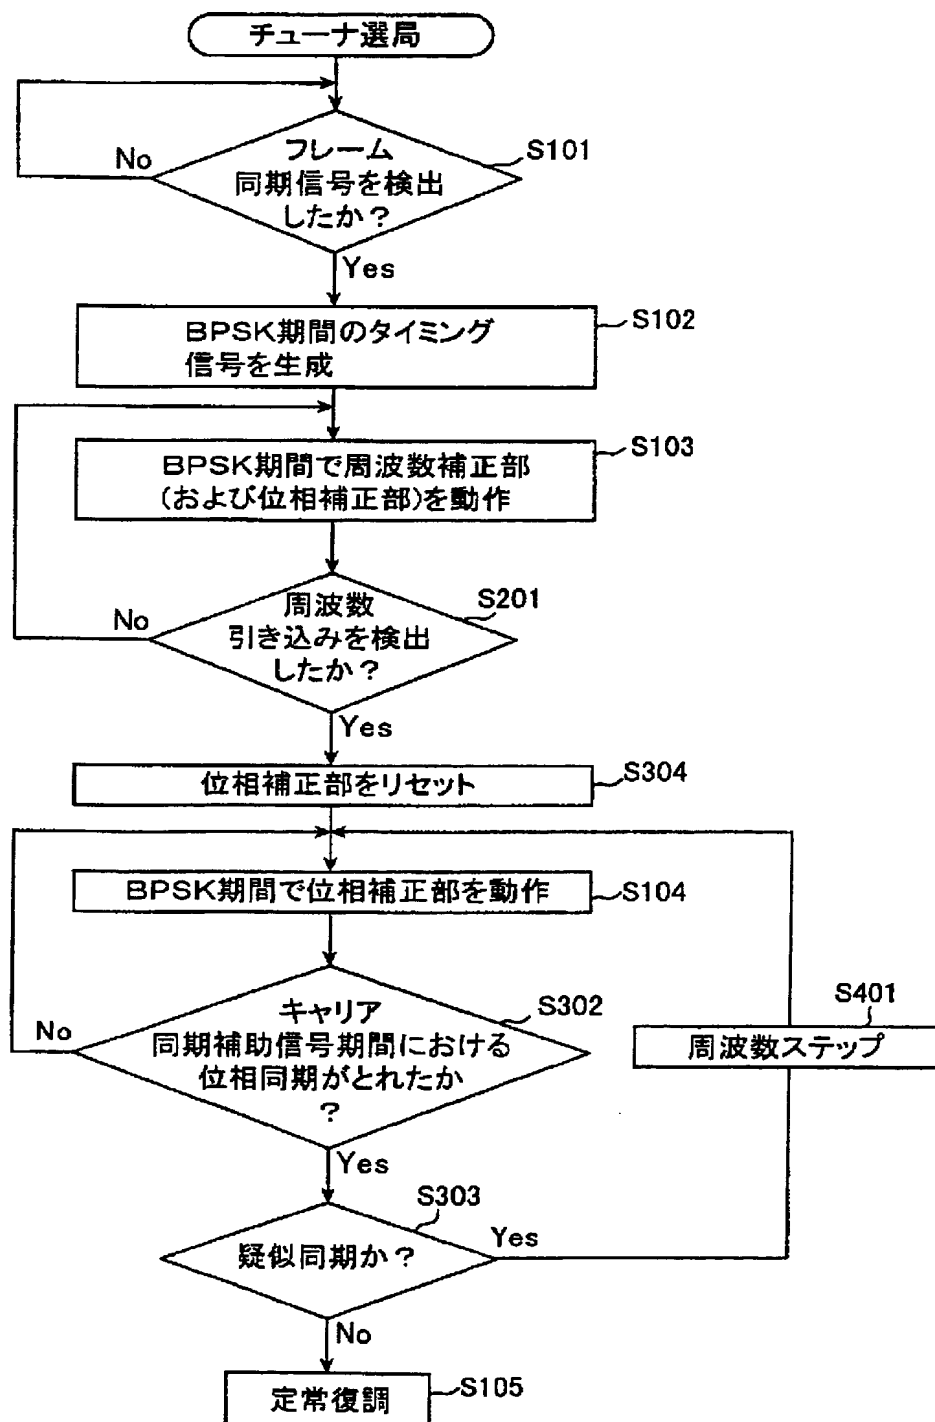 チューナ選局
フレーム
同期信号を検出
したか？
S101
No
Yes
BPSK期間のタイミング
信号を生成
S102
BPSK期間で周波数補正部
(および位相補正部)を動作
S103
周波数
引き込みを検出
したか？
S201
No
Yes
位相補正部をリセット
S304
BPSK期間で位相補正部を動作
S104
キャリア
同期補助信号期間における
位相同期がとれたか
？
S302
No
Yes
S401
周波数ステップ
疑似同期か？
S303
Yes
No
定常復調
S105